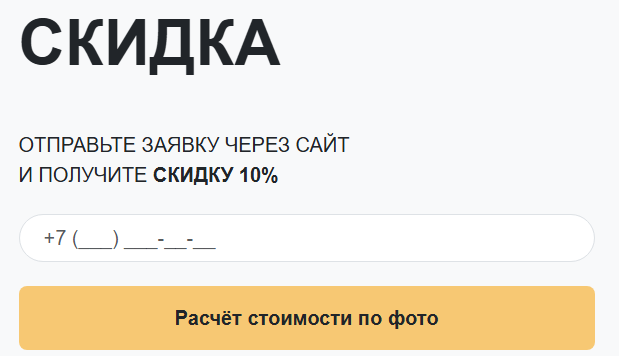 СКИДКА
ОТПРАВЬТЕ ЗАЯВКУ ЧЕРЕЗ САЙТ
И ПОЛУЧИТЕ СКИДКУ 10%
+7 (___) ___-__-__
Расчёт стоимости по фото